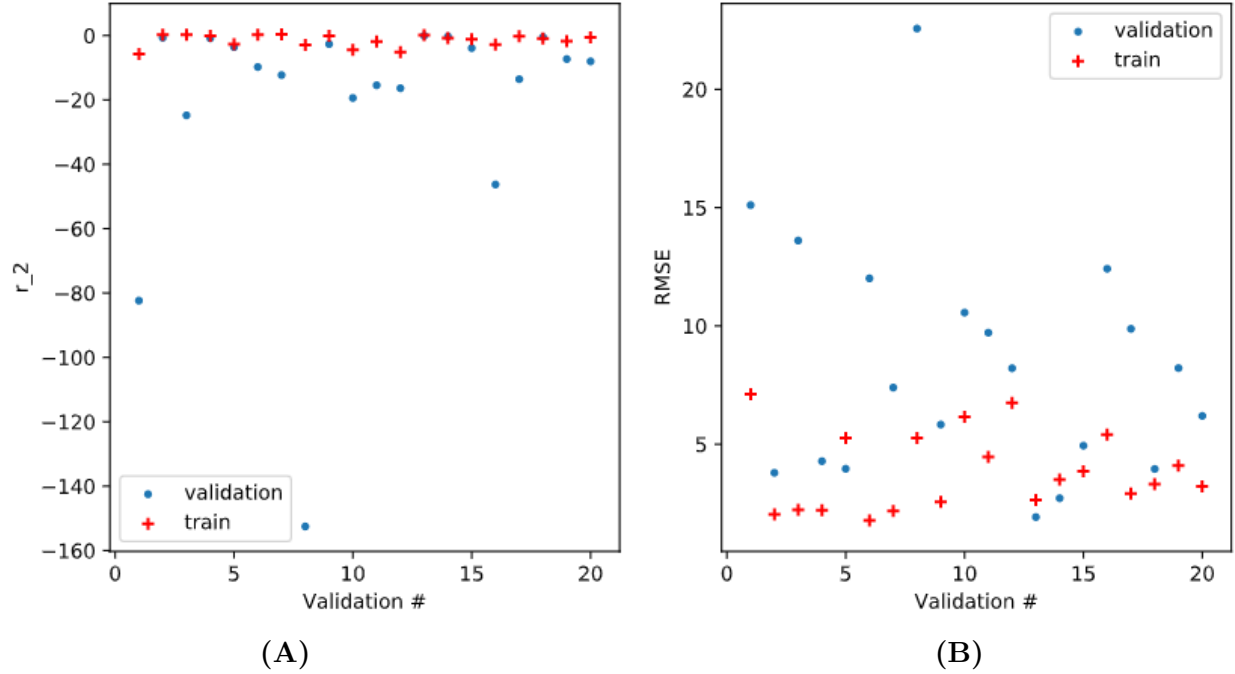 0
−20
−40
−60
−80
−100
−120
−140
−160
r_2
validation
train
0 5 10 15 20
Validation #
(A)
20
15
10
5
RMSE
validation
train
0 5 10 15 20
Validation #
(B)